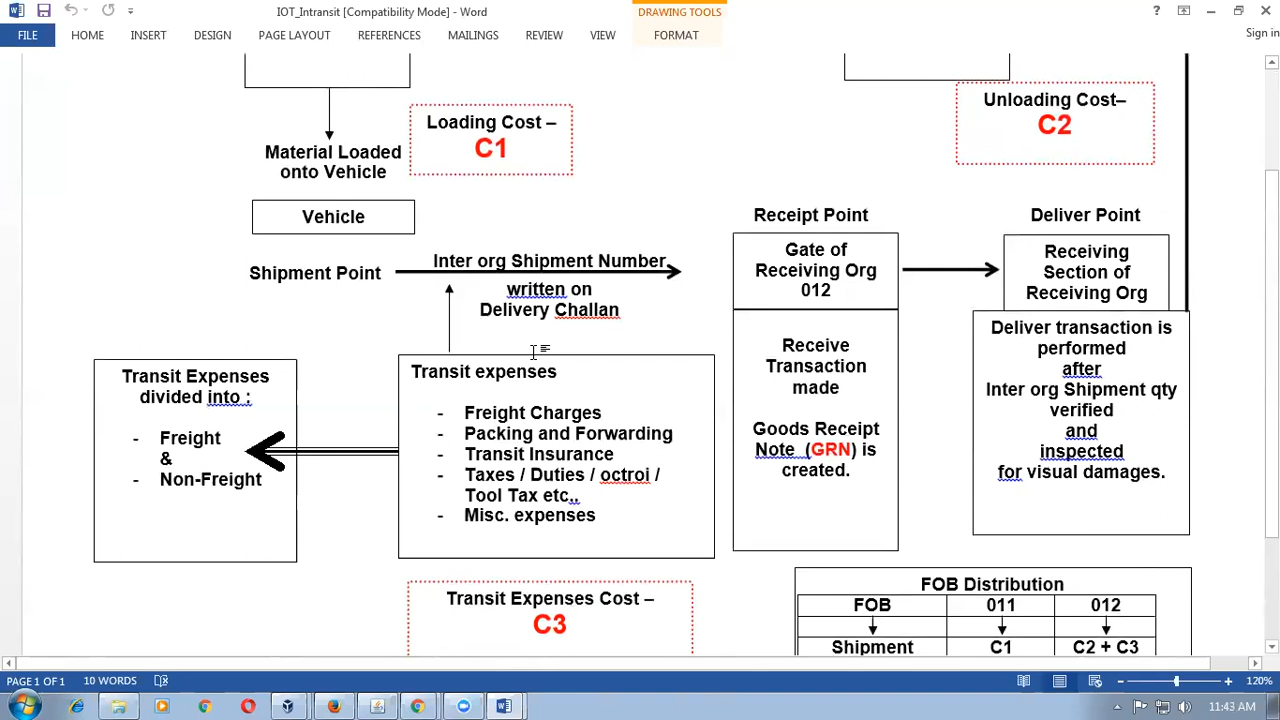 IOT_Intransit [Compatibility Mode] - Word
DRAWING TOOLS
?
FILE
HOME
INSERT
DESIGN
PAGE LAYOUT
REFERENCES
MAILINGS
REVIEW
VIEW
FORMAT
Sign in
Loading Cost –
C1
Unloading Cost–
C2
Material Loaded
onto Vehicle
Vehicle
Shipment Point
Inter org Shipment Number
written on
Delivery Challan
Receipt Point
Gate of
Receiving Org
012
Receive
Transaction
made
Goods Receipt
Note (GRN) is
created.
Deliver Point
Receiving
Section of
Receiving Org
Deliver transaction is
performed
after
Inter org Shipment qty
verified
and
inspected
for visual damages.
Transit Expenses
divided into :
- Freight
&
- Non-Freight
Transit expenses
- Freight Charges
- Packing and Forwarding
- Transit Insurance
- Taxes / Duties / octroi /
Tool Tax etc..
- Misc. expenses
Transit Expenses Cost –
C3
FOB Distribution
FOB 011 012
Shipment C1 C2 + C3
PAGE 1 OF 1
10 WORDS
120%
11:43 AM